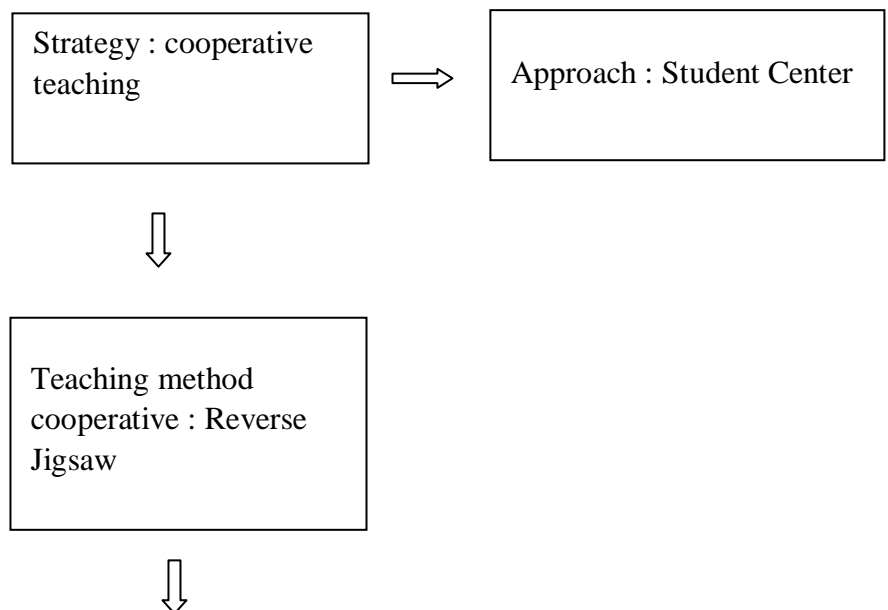 Strategy : cooperative
teaching
Approach : Student Center
Teaching method
cooperative : Reverse
Jigsaw